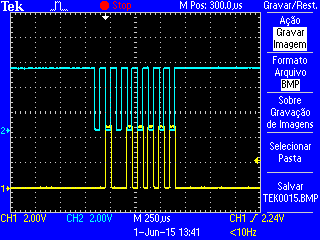 Tek Stop M Pos: 300.0µs Gravar/Rest.
Ação
Gravar
Imagem
Formato
Arquivo
BMP
Sobre
Gravação
de Imagens
Selecionar
Pasta
Salvar
TEK0015.BMP
2
1
CH1 2.00V CH2 2.00V M 250µs CH1 2.24V
1-Jun-15 13:41 <10Hz